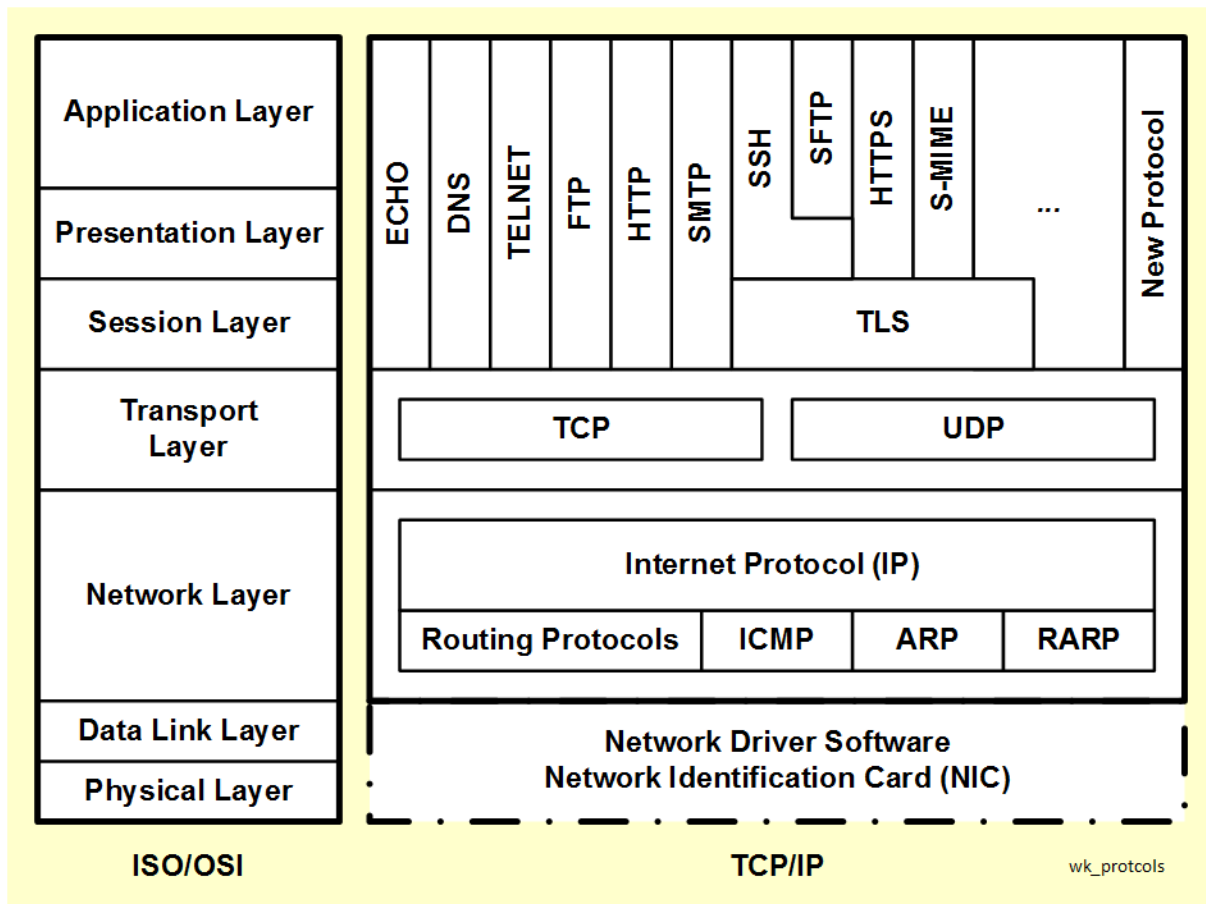 Application Layer
Presentation Layer
Session Layer
Transport
Layer
Network Layer
Data Link Layer
Physical Layer
ISO/OSI
ECHO
DNS
TELNET
FTP
HTTP
SMTP
SSH
SFTP
HTTPS
S-MIME
...
New Protocol
TLS
TCP
UDP
Internet Protocol (IP)
Routing Protocols
ICMP
ARP
RARP
Network Driver Software
Network Identification Card (NIC)
TCP/IP
wk_protcols